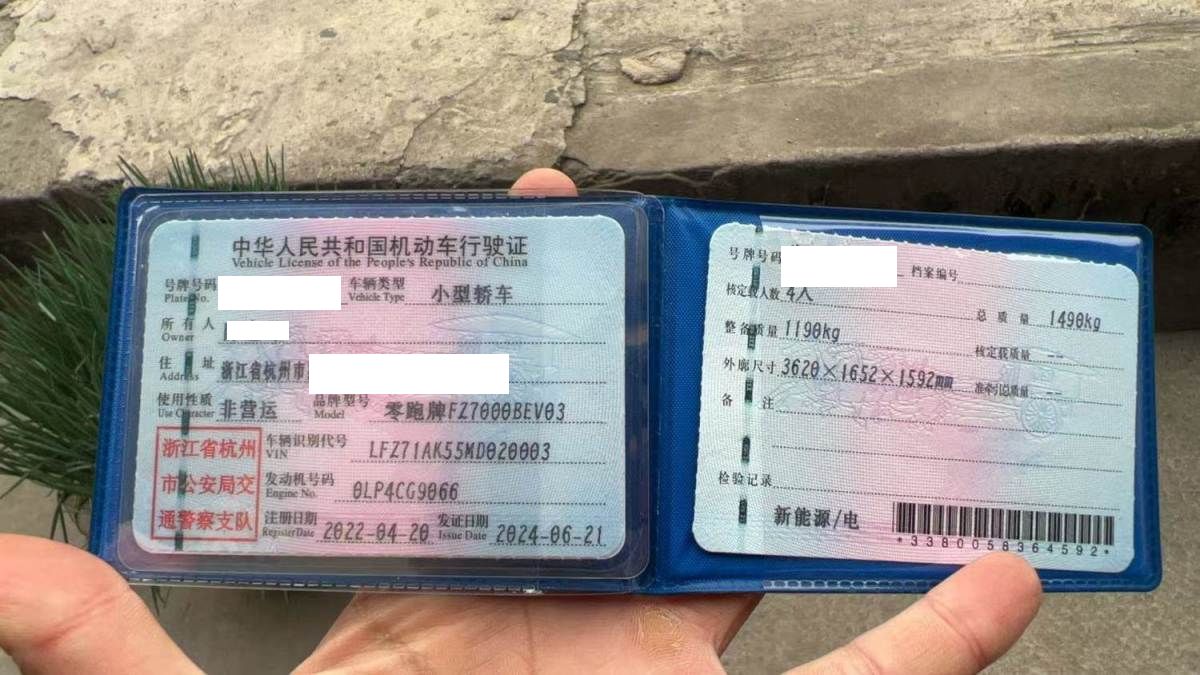 中华人民共和国机动车行驶证
Vehicle License of the People's Republic of China
号牌号码 车辆类型 小型轿车
Plate No. Vehicle Type
所有人
Owner
住址 浙江省杭州市
Address
使用性质 非营运 品牌型号 零跑牌FZ7000BEV03
Use Character Model
浙江省杭州
市公安局交
通警察支队
车辆识别代号 LFZ71AK55MD020003
VIN
发动机号码 0LP4CG9066
Engine No.
注册日期 2022-04-20 发证日期 2024-06-21
Register Date Issue Date
号牌号码 档案编号
核定载人数 4人 总质量 1490kg
整备质量 1190kg 核定载质量 --
外廓尺寸 3620×1652×1592mm 准牵引总质量 --
备注
检验记录
新能源/电
*3380058364592*